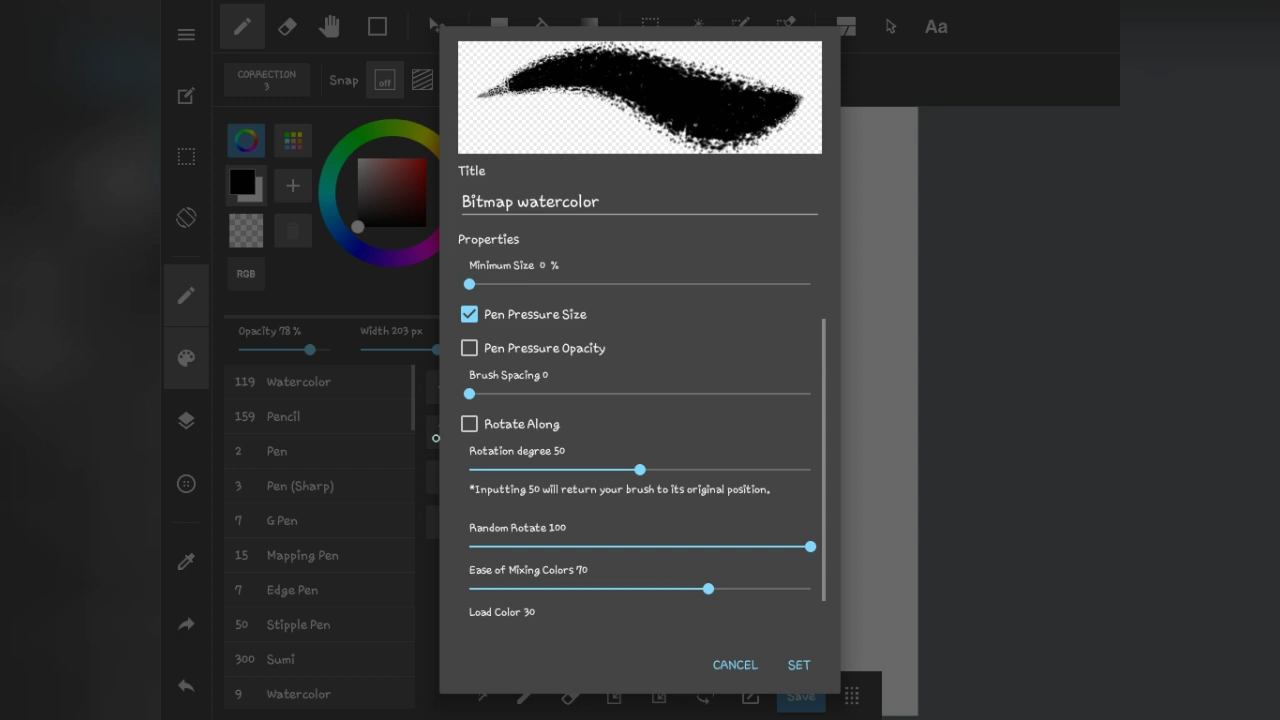 Aa
CORRECTION
3
Snap
off
RGB
Opacity 78 %
Width 203 px
119 Watercolor
159 Pencil
2 Pen
3 Pen (Sharp)
7 G Pen
15 Mapping Pen
7 Edge Pen
50 Stipple Pen
300 Sumi
9 Watercolor
Title
Bitmap watercolor
Properties
Minimum Size 0 %
Pen Pressure Size
Pen Pressure Opacity
Brush Spacing 0
Rotate Along
Rotation degree 50
*Inputting 50 will return your brush to its original position.
Random Rotate 100
Ease of Mixing Colors 70
Load Color 30
CANCEL SET
Save